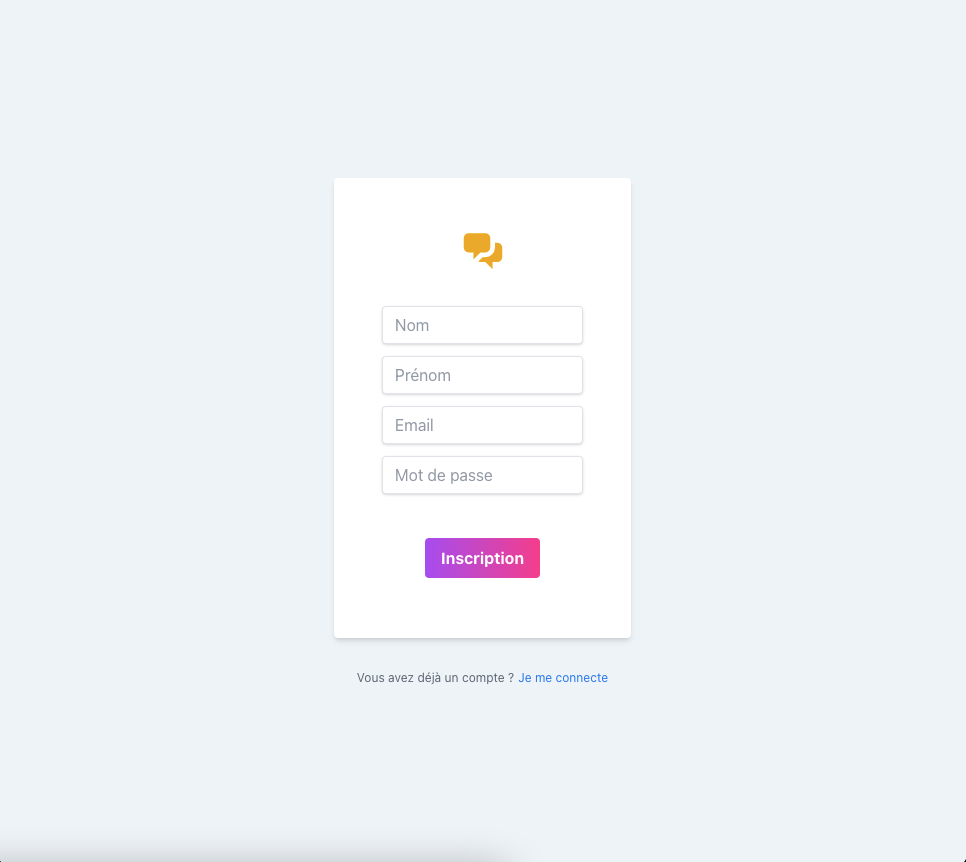 Nom
Prénom
Email
Mot de passe
Inscription
Vous avez déjà un compte ? Je me connecte